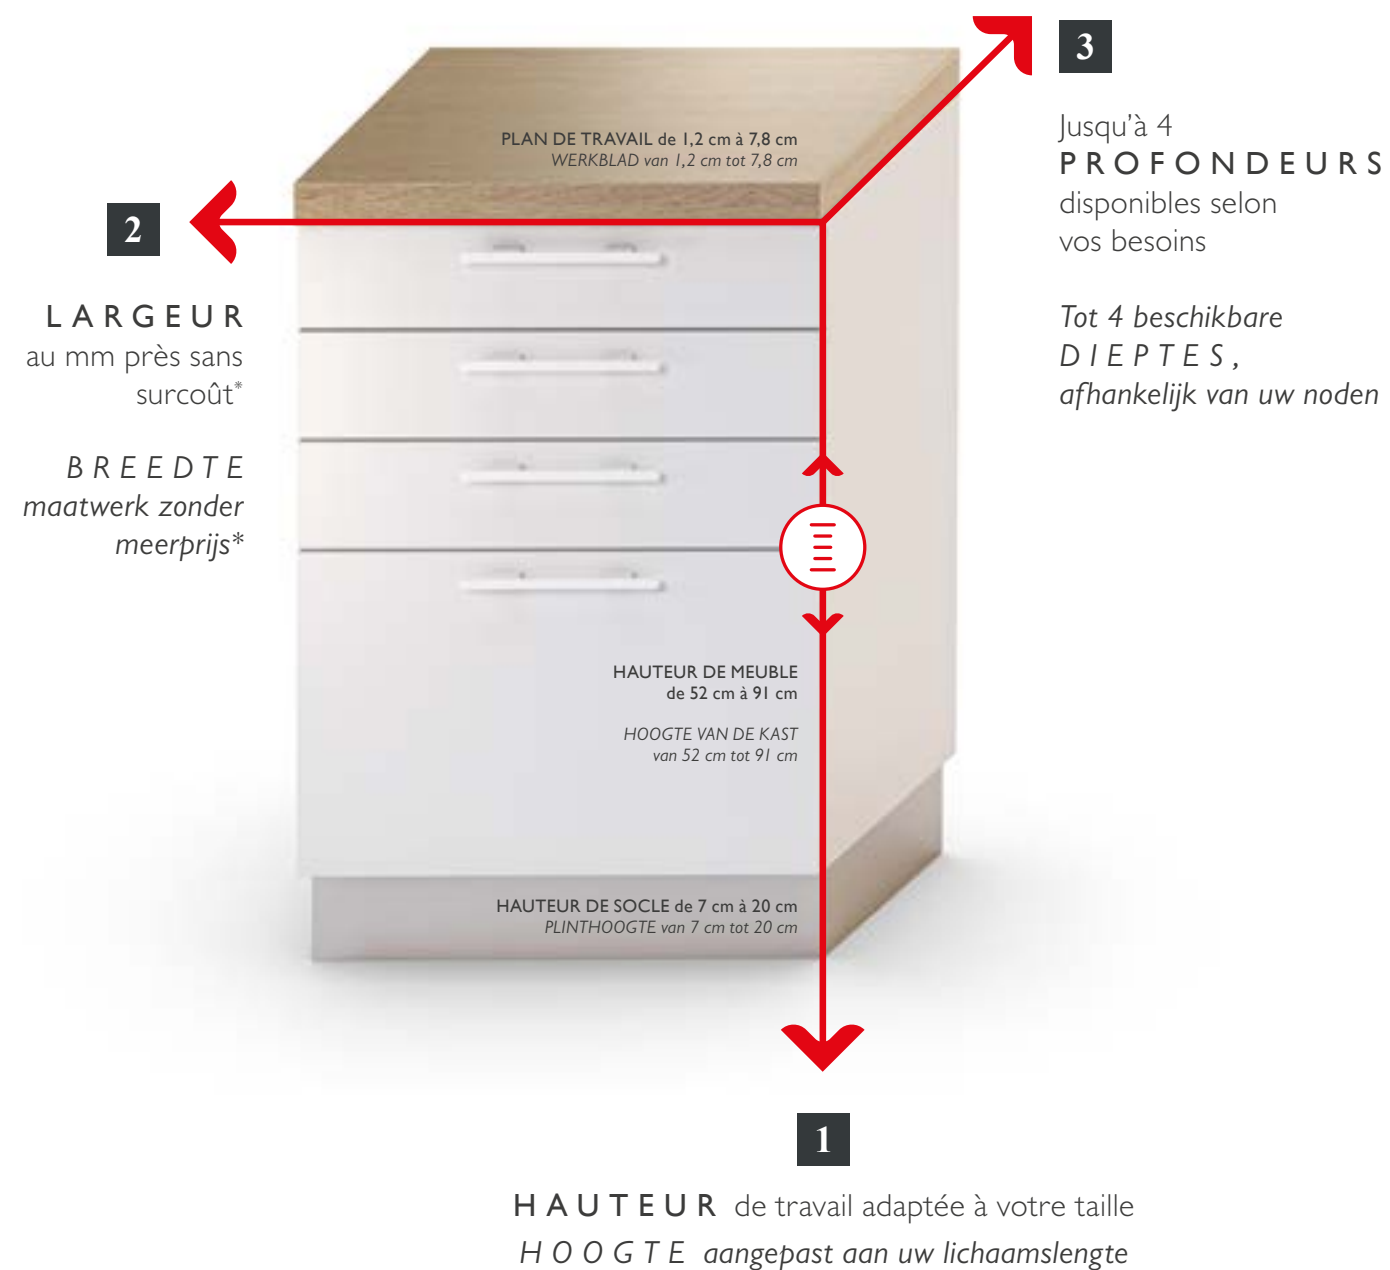 3
Jusqu'à 4
PROFONDEURS
disponibles selon
vos besoins
Tot 4 beschikbare
DIEPTES,
afhankelijk van uw noden
PLAN DE TRAVAIL de 1,2 cm à 7,8 cm
WERKBLAD van 1,2 cm tot 7,8 cm
2
LARGEUR
au mm près sans
surcoût*
BREEDTE
maatwerk zonder
meerprijs*
HAUTEUR DE MEUBLE
de 52 cm à 91 cm
HOOGTE VAN DE KAST
van 52 cm tot 91 cm
HAUTEUR DE SOCLE de 7 cm à 20 cm
PLINTHOOGTE van 7 cm tot 20 cm
1
HAUTEUR de travail adaptée à votre taille
HOOGTE aangepast aan uw lichaamslengte